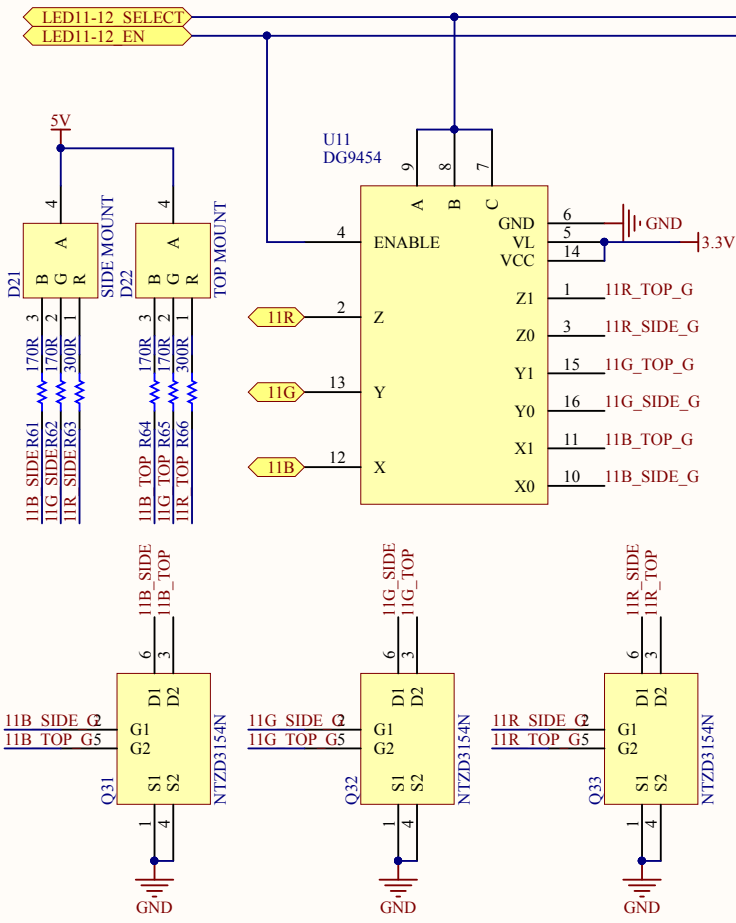 LED11-12_SELECT
LED11-12_EN
5V
U11
DG9454
9
8
7
A
B
C
4
ENABLE
GND
6
GND
VL
5
3.3V
VCC
14
4
A
B
G
R
D21
SIDE MOUNT
3
2
1
170R
170R
300R
R61
R62
R63
11B_SIDE
11G_SIDE
11R_SIDE
4
A
B
G
R
D22
TOP MOUNT
3
2
1
170R
170R
300R
R64
R65
R66
11B_TOP
11G_TOP
11R_TOP
11R
2
Z
11G
13
Y
11B
12
X
Z1
1
11R_TOP_G
Z0
3
11R_SIDE_G
Y1
15
11G_TOP_G
Y0
16
11G_SIDE_G
X1
11
11B_TOP_G
X0
10
11B_SIDE_G
11B_SIDE
11B_TOP
6
3
D1
D2
11B_SIDE_G
2
G1
11B_TOP_G
5
G2
S1
S2
Q31
NTZD3154N
1
4
GND
11G_SIDE
11G_TOP
6
3
D1
D2
11G_SIDE_G
2
G1
11G_TOP_G
5
G2
S1
S2
Q32
NTZD3154N
1
4
GND
11R_SIDE
11R_TOP
6
3
D1
D2
11R_SIDE_G
2
G1
11R_TOP_G
5
G2
S1
S2
Q33
NTZD3154N
1
4
GND